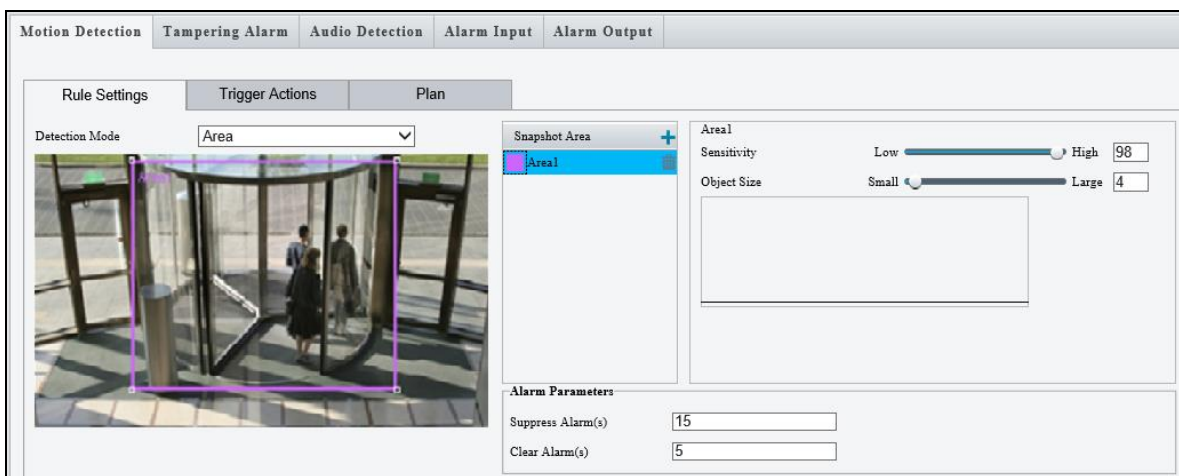 Motion Detection Tampering Alarm Audio Detection Alarm Input Alarm Output
Rule Settings Trigger Actions Plan
Detection Mode Area
Area1
Snapshot Area
Area1
Area1
Sensitivity Low High 98
Object Size Small Large 4
Alarm Parameters
Suppress Alarm(s) 15
Clear Alarm(s) 5